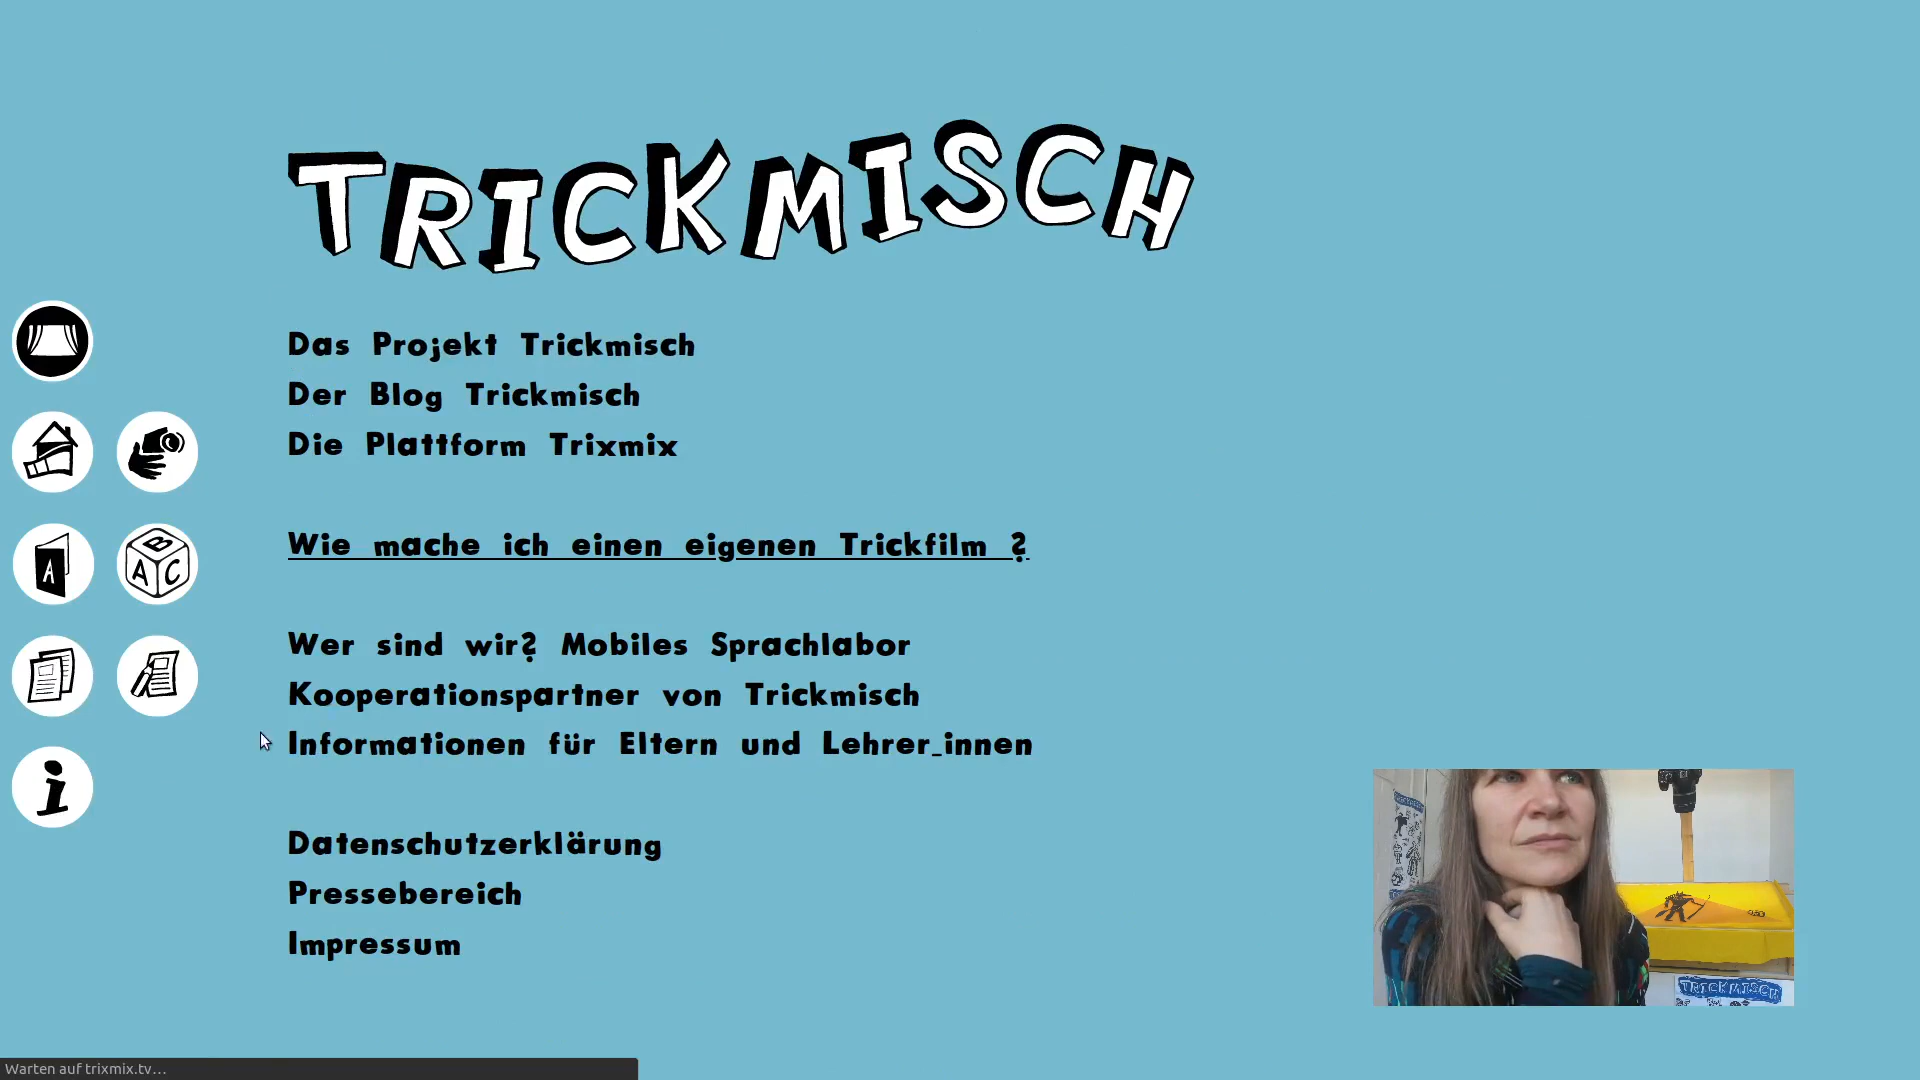 TRICKMISCH
Das Projekt Trickmisch
Der Blog Trickmisch
Die Plattform Trixmix
Wie mache ich einen eigenen Trickfilm ?
Wer sind wir? Mobiles Sprachlabor
Kooperationspartner von Trickmisch
Informationen für Eltern und Lehrer_innen
Datenschutzerklärung
Pressebereich
Impressum
A
B
A C
TRICKMISCH
Warten auf trixmix.tv…